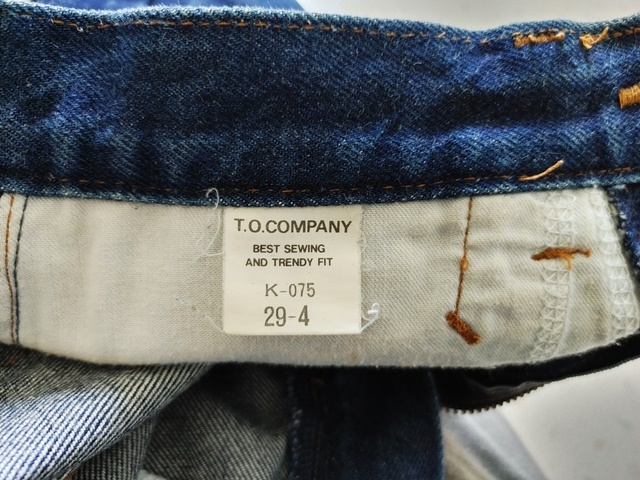 T.O.COMPANY
BEST SEWING
AND TRENDY FIT
K-075
29-4